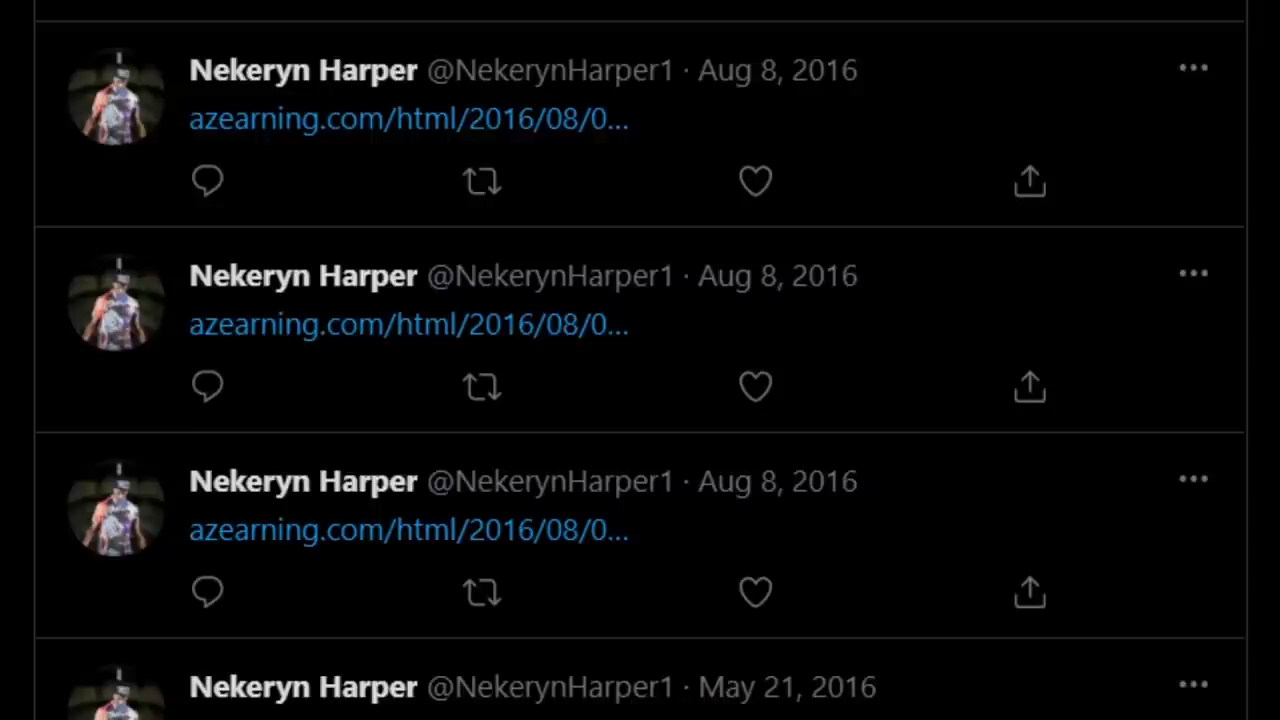 Nekeryn Harper @NekerynHarper1 · Aug 8, 2016
azearning.com/html/2016/08/0...
Nekeryn Harper @NekerynHarper1 · Aug 8, 2016
azearning.com/html/2016/08/0...
Nekeryn Harper @NekerynHarper1 · Aug 8, 2016
azearning.com/html/2016/08/0...
Nekeryn Harper @NekerynHarper1 · May 21, 2016